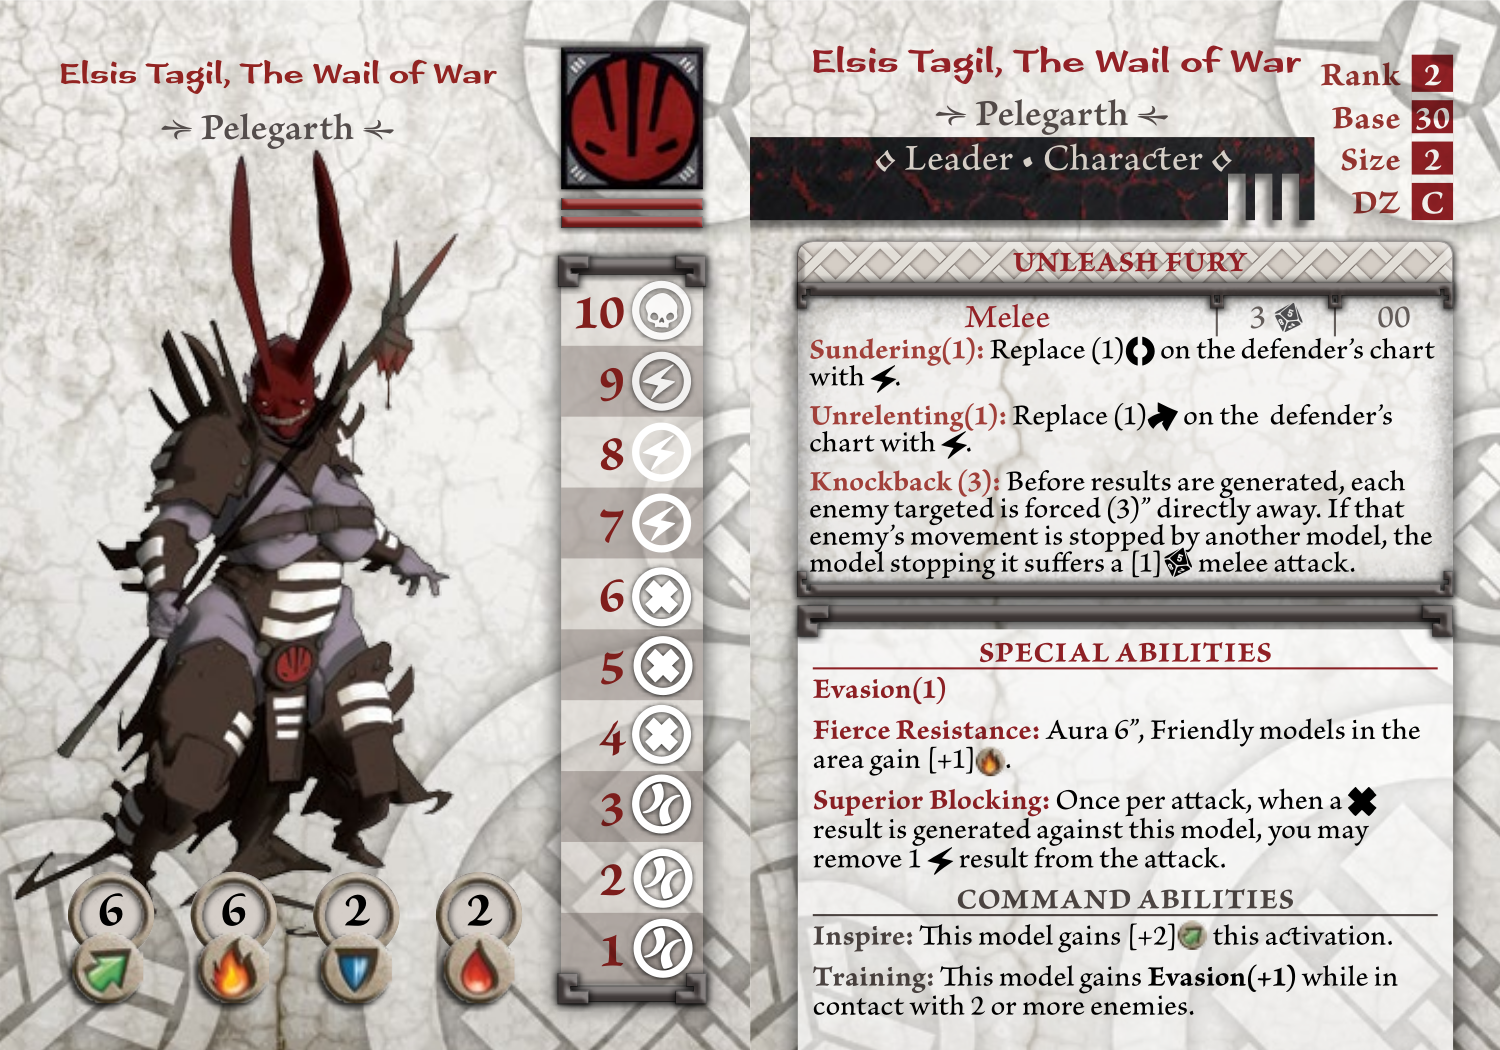 Elsis Tagil, The Wail of War
Pelegarth
10
9
8
7
6
5
4
3
2
1
6
6
2
2
Elsis Tagil, The Wail of War
Pelegarth
Leader • Character
Rank 2
Base 30
Size 2
DZ C
UNLEASH FURY
Melee 3 5 00
Sundering(1): Replace (1) on the defender's chart
with .
Unrelenting(1): Replace (1) on the defender's
chart with .
Knockback (3): Before results are generated, each
enemy targeted is forced (3)” directly away. If that
enemy's movement is stopped by another model, the
model stopping it suffers a [1] 5 melee attack.
SPECIAL ABILITIES
Evasion(1)
Fierce Resistance: Aura 6”, Friendly models in the
area gain [+1] .
Superior Blocking: Once per attack, when a
result is generated against this model, you may
remove 1 result from the attack.
COMMAND ABILITIES
Inspire: This model gains [+2] this activation.
Training: This model gains Evasion(+1) while in
contact with 2 or more enemies.